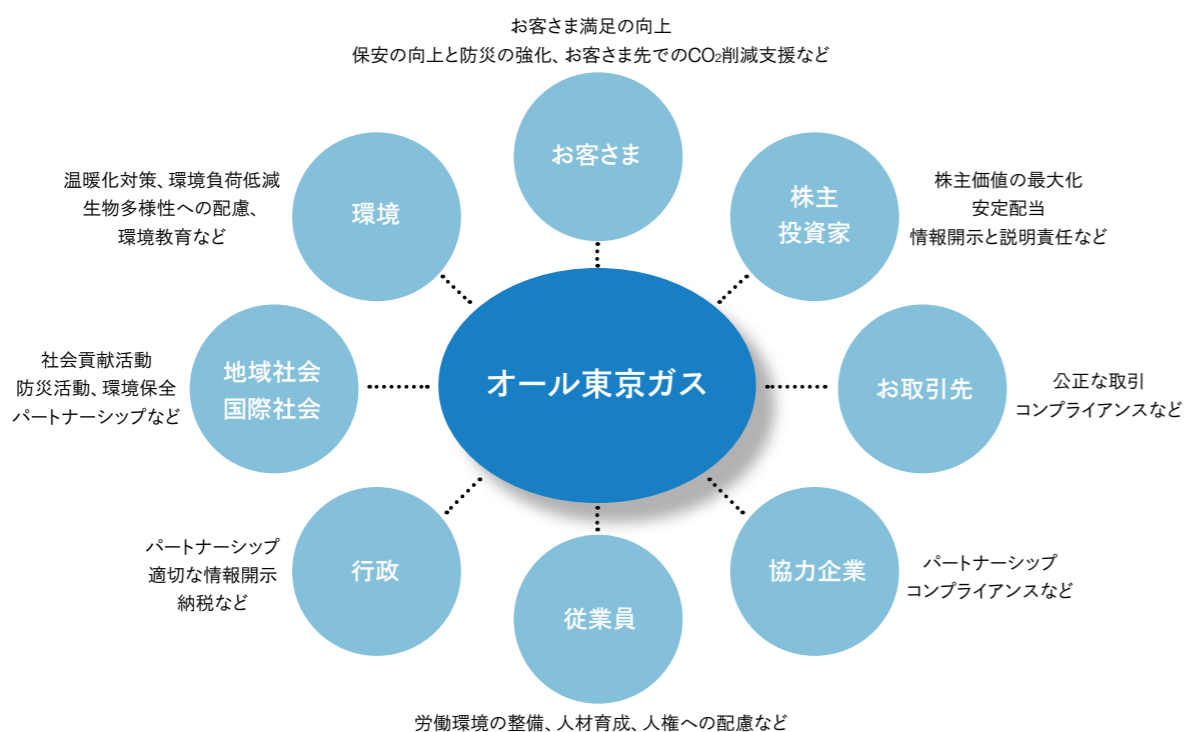 お客さま満足の向上
保安の向上と防災の強化、お客さま先でのCO₂削減支援など
お客さま
株主
投資家
株主価値の最大化
安定配当
情報開示と説明責任など
お取引先
公正な取引
コンプライアンスなど
協力企業
パートナーシップ
コンプライアンスなど
従業員
労働環境の整備、人材育成、人権への配慮など
行政
パートナーシップ
適切な情報開示
納税など
地域社会
国際社会
社会貢献活動
防災活動、環境保全
パートナーシップなど
環境
温暖化対策、環境負荷低減
生物多様性への配慮、
環境教育など
オール東京ガス